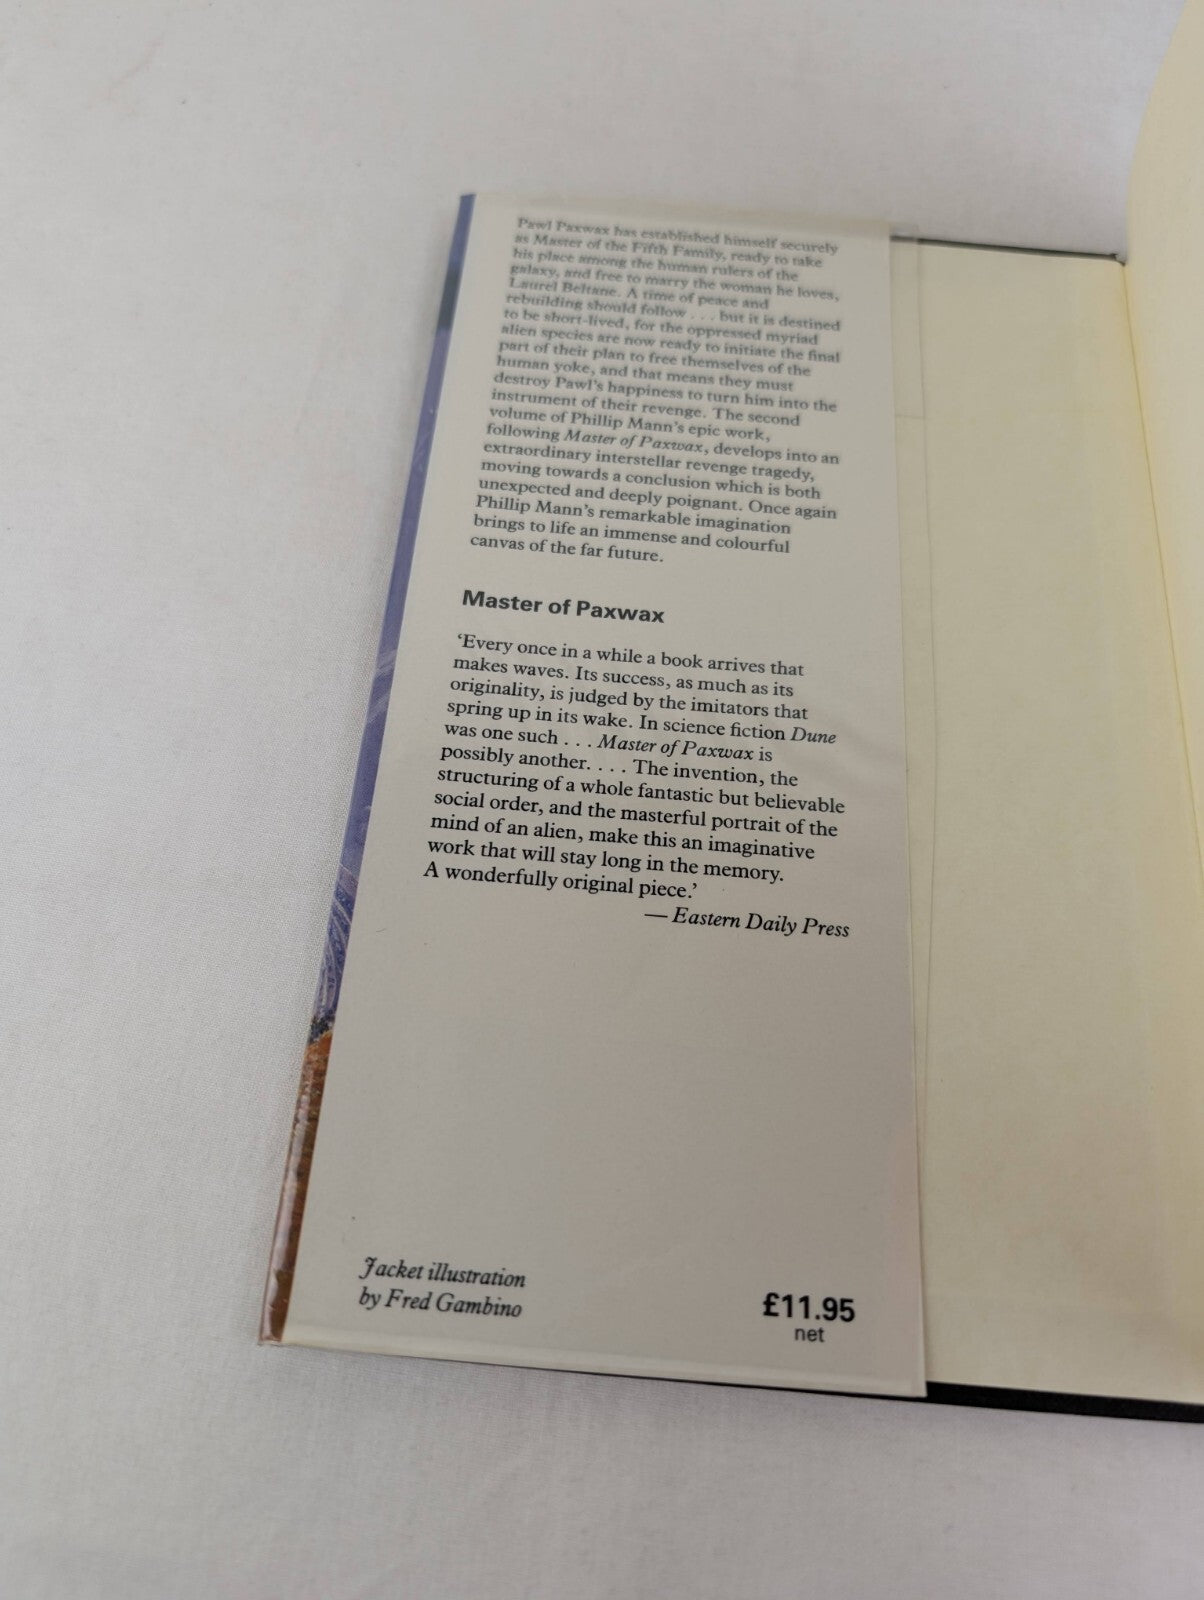 Pawl Paxwax has established himself securely
as Master of the Fifth Family, ready to take
his place among the human rulers of the
galaxy, and free to marry the woman he loves,
Laurel Beltane. A time of peace and
rebuilding should follow . . . but it is destined
to be short-lived, for the oppressed myriad
alien species are now ready to initiate the final
part of their plan to free themselves of the
human yoke, and that means they must
destroy Pawl's happiness to turn him into the
instrument of their revenge. The second
volume of Phillip Mann's epic work,
following Master of Paxwax, develops into an
extraordinary interstellar revenge tragedy,
moving towards a conclusion which is both
unexpected and deeply poignant. Once again
Phillip Mann's remarkable imagination
brings to life an immense and colourful
canvas of the far future.
Master of Paxwax
'Every once in a while a book arrives that
makes waves. Its success, as much as its
originality, is judged by the imitators that
spring up in its wake. In science fiction Dune
was one such . . . Master of Paxwax is
possibly another. . . . The invention, the
structuring of a whole fantastic but believable
social order, and the masterful portrait of the
mind of an alien, make this an imaginative
work that will stay long in the memory.
A wonderfully original piece.'
— Eastern Daily Press
Jacket illustration
by Fred Gambino
£11.95
net